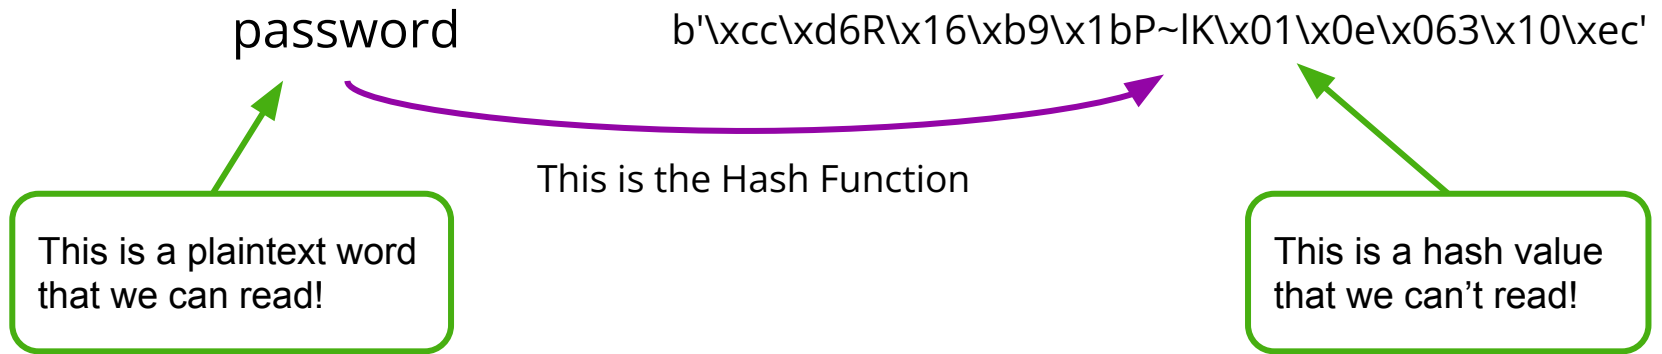 password
b'\xcc\xd6R\x16\xb9\x1bP~lK\x01\x0e\x063\x10\xec'
This is the Hash Function
This is a plaintext word
that we can read!
This is a hash value
that we can’t read!